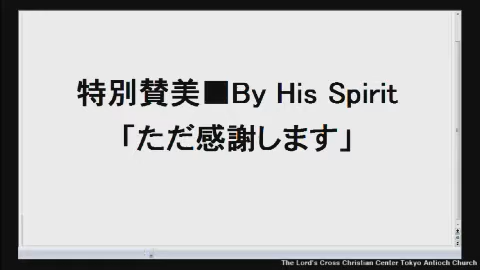 特別賛美■By His Spirit
「ただ感謝します」
The Lord's Cross Christian Center Tokyo Antioch Church